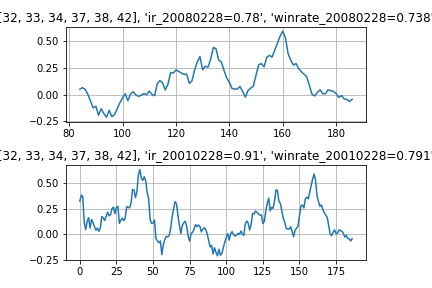 [32, 33, 34, 37, 38, 42], 'ir_20080228=0.78', 'winrate_20080228=0.738'
0.50
0.25
0.00
−0.25
80 100 120 140 160 180
[32, 33, 34, 37, 38, 42], 'ir_20010228=0.91', 'winrate_20010228=0.791'
0.50
0.25
0.00
−0.25
0 25 50 75 100 125 150 175